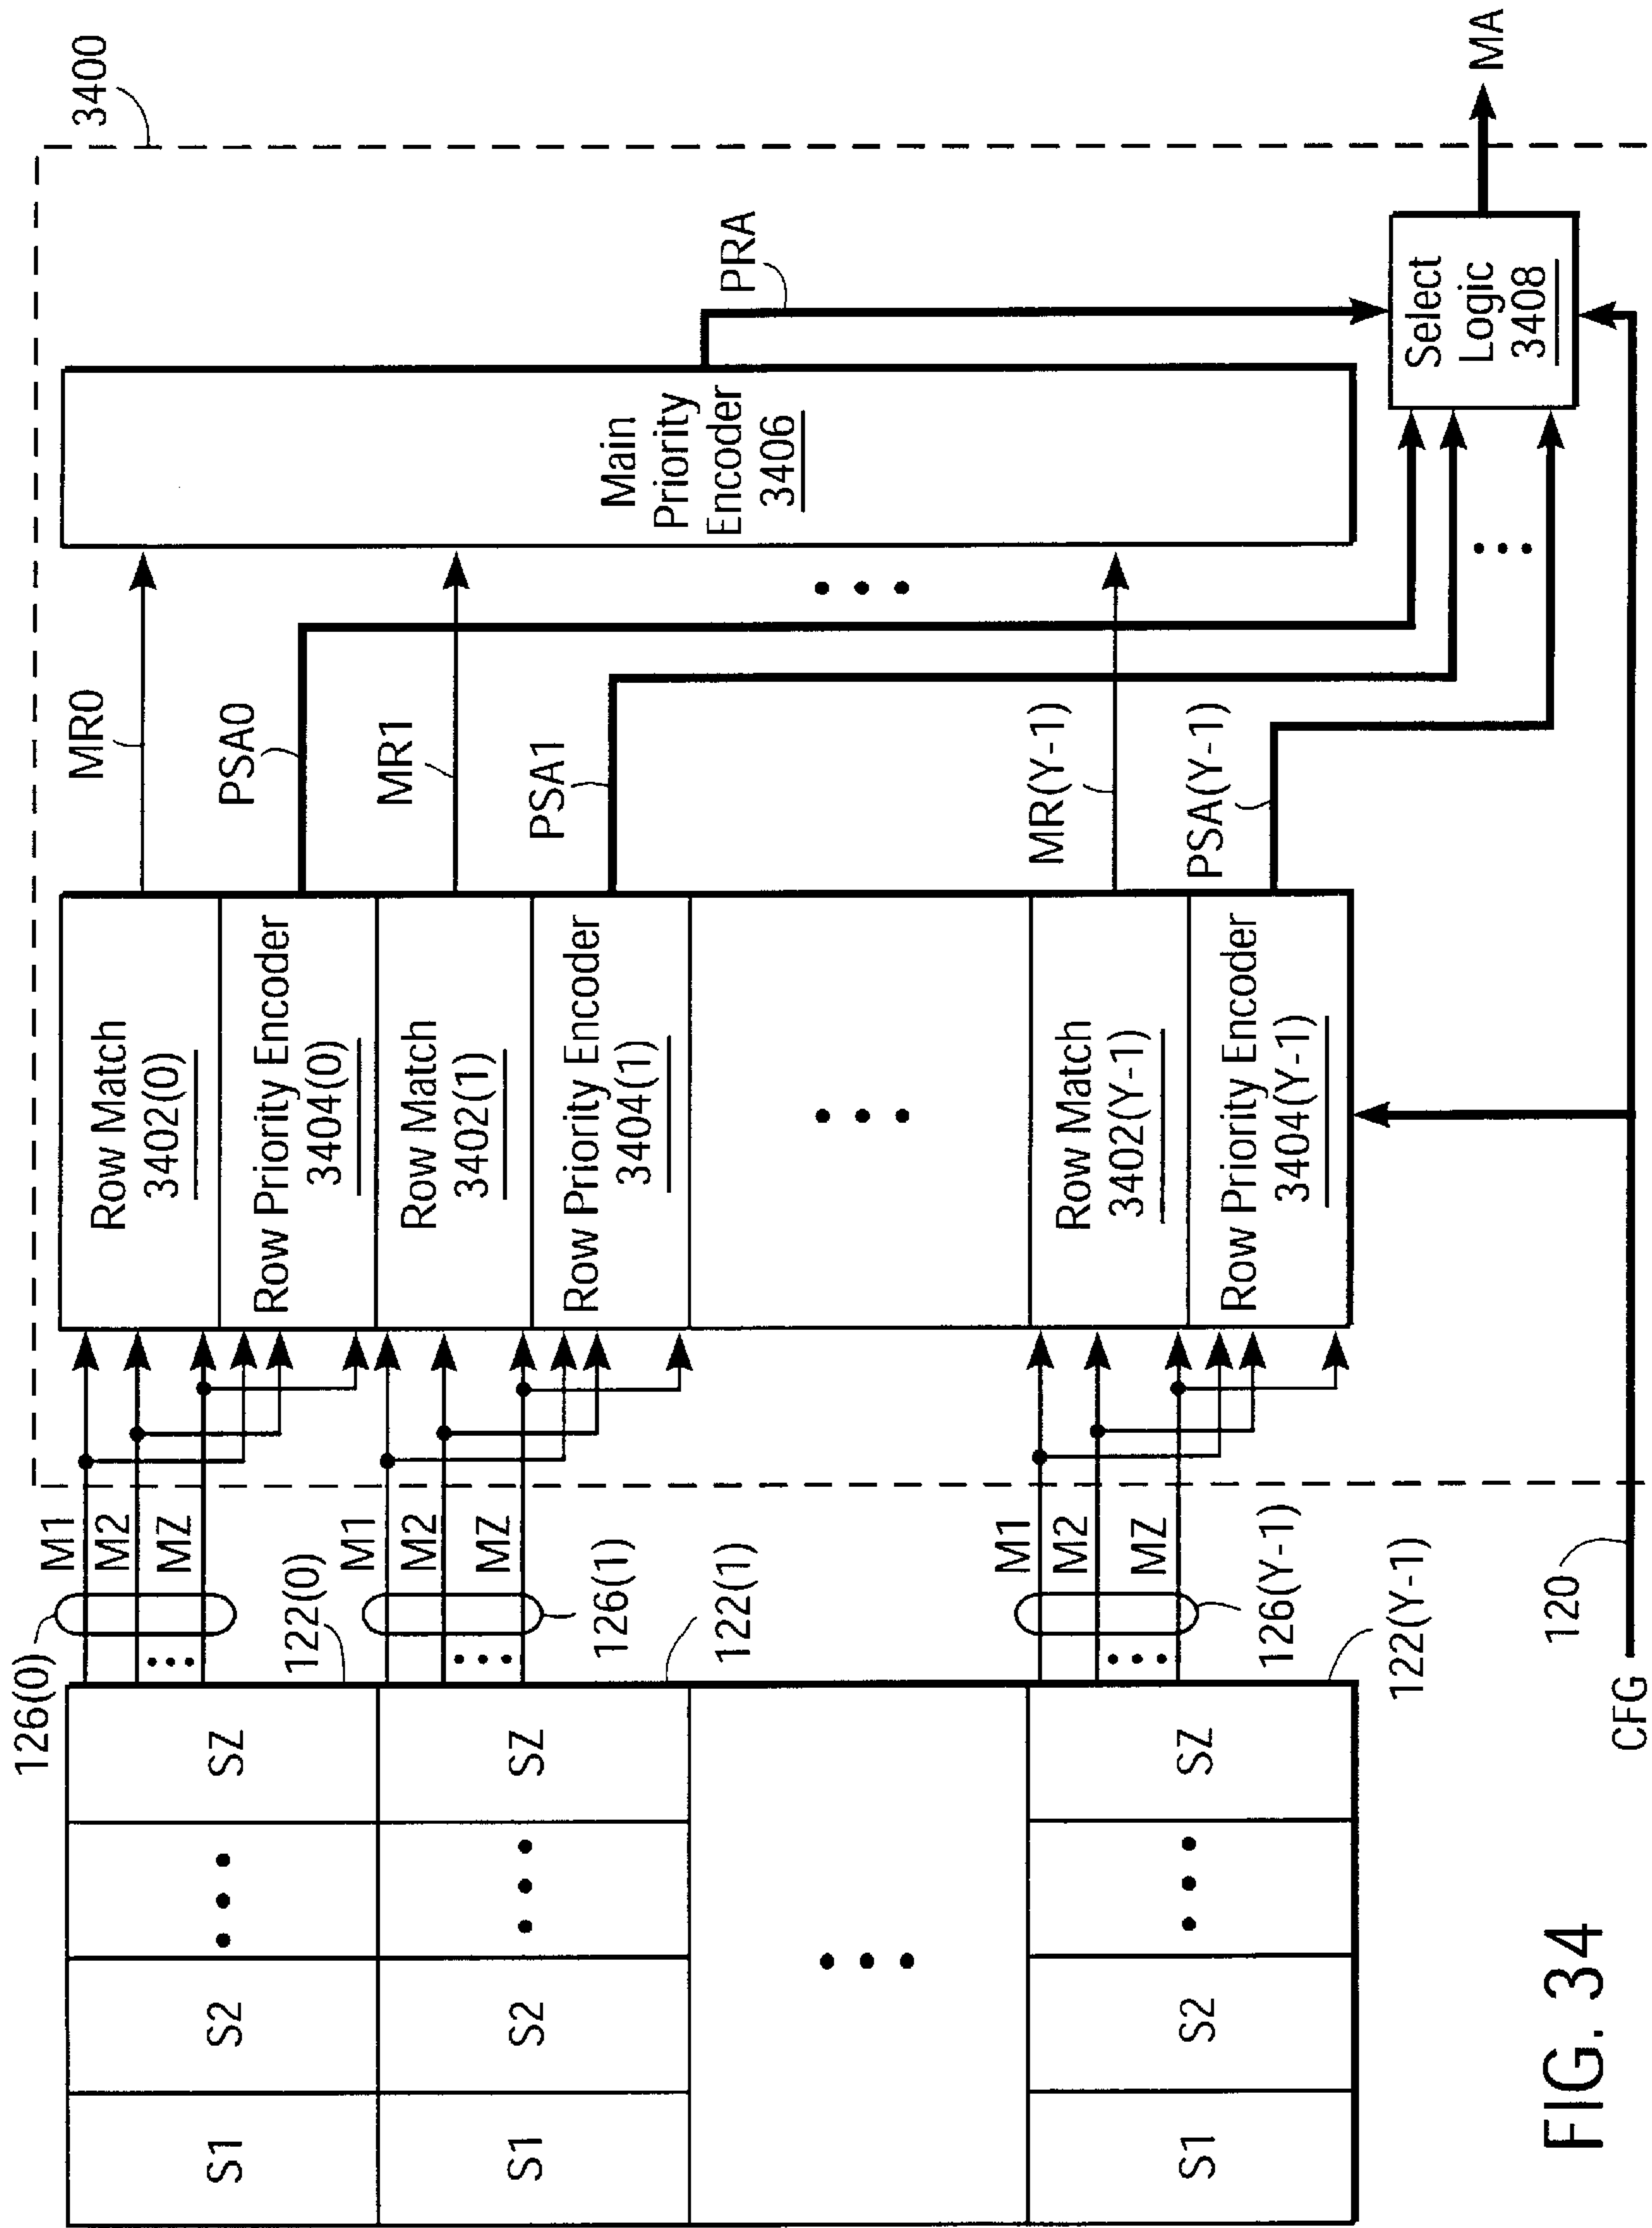 3400
126(0)
M1
M2
MZ
122(0)
S1
S2
SZ
Row Match
3402(0)
MR0
Row Priority Encoder
3404(0)
PSA0
M1
M2
MZ
126(1)
122(1)
S1
S2
SZ
Row Match
3402(1)
MR1
Row Priority Encoder
3404(1)
PSA1
Main
Priority
Encoder
3406
PRA
M1
M2
MZ
126(Y-1)
122(Y-1)
S1
S2
SZ
Row Match
3402(Y-1)
MR(Y-1)
Row Priority Encoder
3404(Y-1)
PSA(Y-1)
Select
Logic
3408
MA
CFG
120
FIG. 34